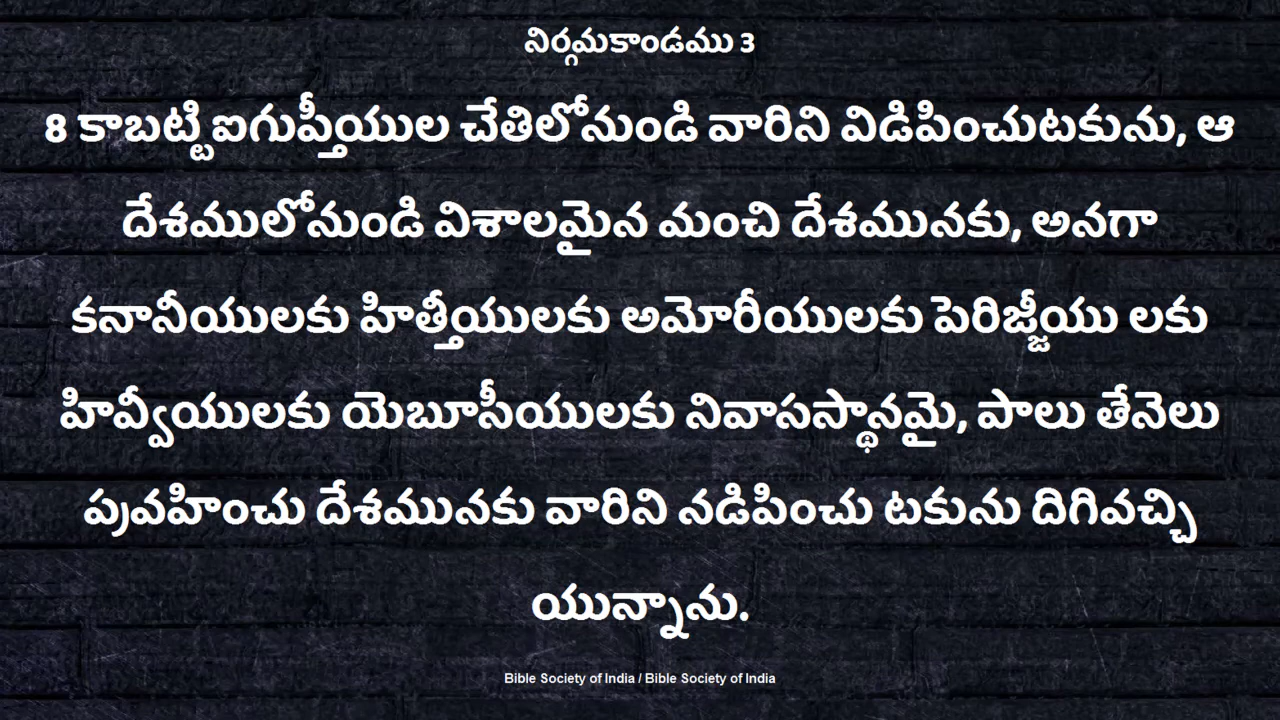 నిర్గమకాండము 3
8 కాబట్టి ఐగుప్తీయుల చేతిలోనుండి వారిని విడిపించుటకును, ఆ
దేశములోనుండి విశాలమైన మంచి దేశమునకు, అనగా
కనానీయులకు హిత్తీయులకు అమోరీయులకు పెరిజ్జీయు లకు
హివ్వీయులకు యెబూసీయులకు నివాసస్థానమై, పాలు తేనెలు
ప్రవహించు దేశమునకు వారిని నడిపించు టకును దిగివచ్చి
యున్నాను.
Bible Society of India / Bible Society of India